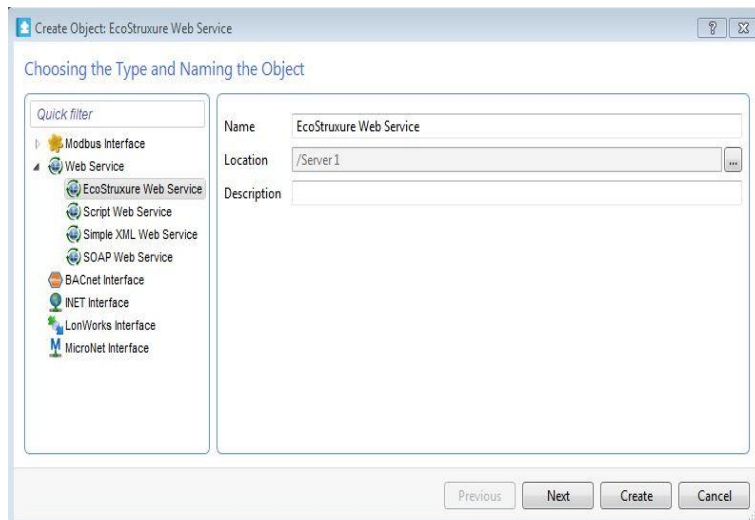 Create Object: EcoStruxure Web Service
Choosing the Type and Naming the Object
Quick filter
Modbus Interface
Web Service
EcoStruxure Web Service
Script Web Service
Simple XML Web Service
SOAP Web Service
BACnet Interface
INET Interface
LonWorks Interface
MicroNet Interface
Name EcoStruxure Web Service
Location /Server 1 ...
Description
Previous Next Create Cancel